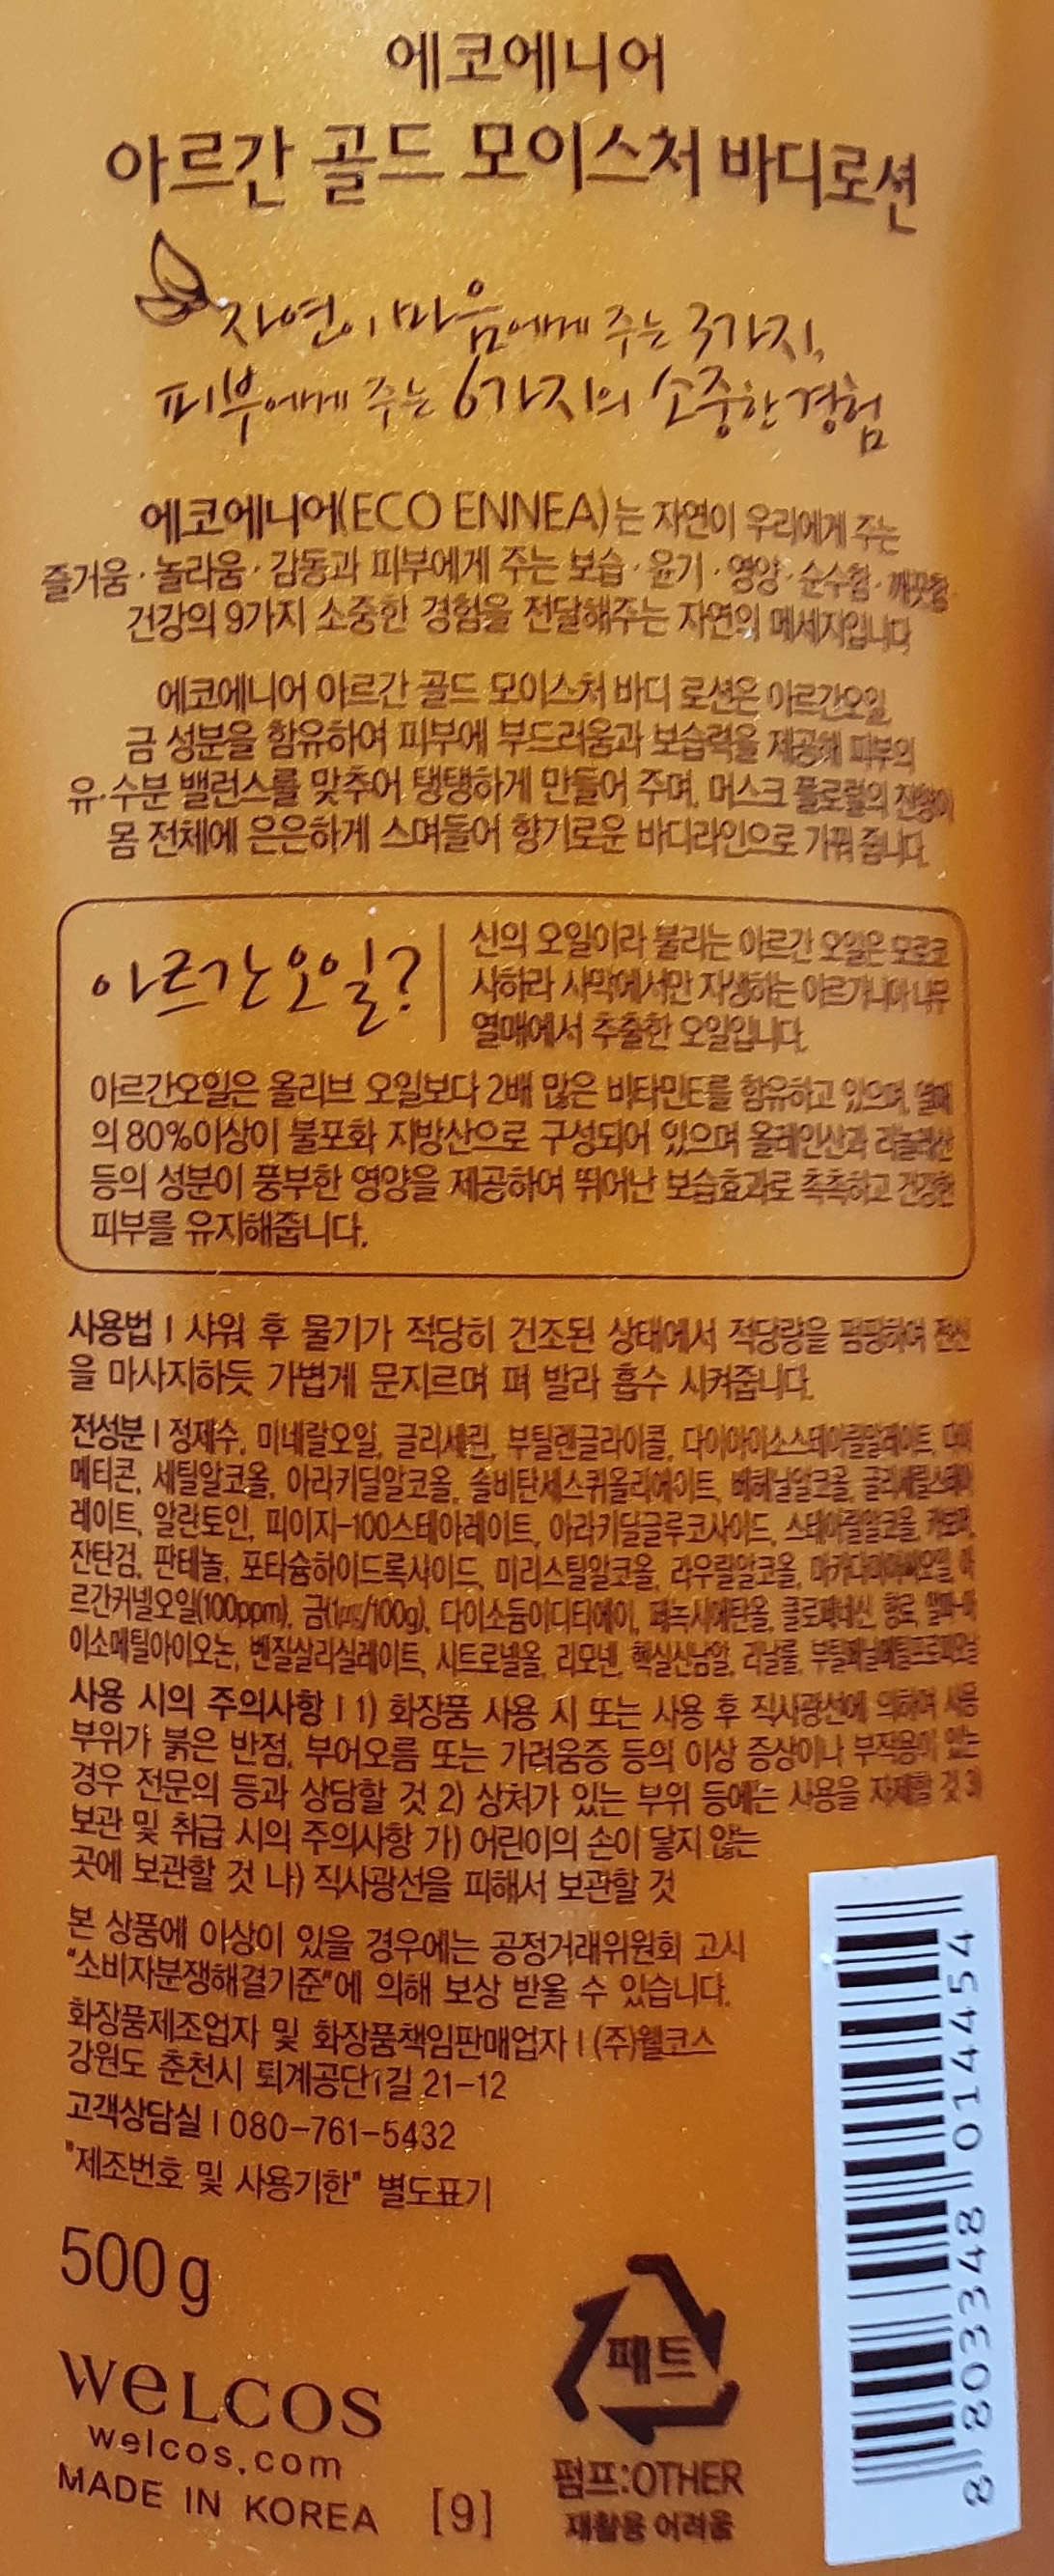 에코에니어
아르간 골드 모이스처 바디로션
자연이 마음에게 주는 3가지,
피부에게 주는 6가지의 소중한 경험
에코에니어(ECO ENNEA)는 자연이 우리에게 주는
즐거움·놀라움·감동과 피부에게 주는 보습·윤기·영양·순수함·깨끗함·
건강의 9가지 소중한 경험을 전달해주는 자연의 메세지입니다
에코에니어 아르간 골드 모이스처 바디 로션은 아르간오일,
금 성분을 함유하여 피부에 부드러움과 보습력을 제공해 피부의
유·수분 밸런스를 맞추어 탱탱하게 만들어 주며, 머스크 플로럴의 잔향이
몸 전체에 은은하게 스며들어 향기로운 바디라인으로 가꿔 줍니다.
아르간오일?
신의 오일이라 불리는 아르간 오일은 모로코
사하라 사막에서만 자생하는 아르가니아 나무
열매에서 추출한 오일입니다.
아르간오일은 올리브 오일보다 2배 많은 비타민E를 함유하고 있으며, 열매
의 80%이상이 불포화 지방산으로 구성되어 있으며 올레인산과 리놀레산
등의 성분이 풍부한 영양을 제공하여 뛰어난 보습효과로 촉촉하고 건강한
피부를 유지해줍니다.
사용법 | 샤워 후 물기가 적당히 건조된 상태에서 적당량을 펌핑하여 전신
을 마사지하듯 가볍게 문지르며 펴 발라 흡수 시켜줍니다.
전성분 | 정제수, 미네랄오일, 글리세린, 부틸렌글라이콜, 다이아이소스테아릴말레이트, 다이
메티콘, 세틸알코올, 아라키딜알코올, 솔비탄세스퀴올리에이트, 베헤닐알코올, 글리세릴스테아
레이트, 알란토인, 피이지-100스테아레이트, 아라키딜글루코사이드, 스테아릴알코올, 카보머,
잔탄검, 판테놀, 포타슘하이드록사이드, 미리스틸알코올, 라우릴알코올, 마카다미아씨오일, 아
르간커넬오일(100ppm), 금(1㎍/100g), 다이소듐이디티에이, 페녹시에탄올, 클로페네신, 향료, 알파-아
이소메틸아이오논, 벤질살리실레이트, 시트로넬올, 리모넨, 헥실신남알, 리날룰, 부틸페닐메틸프로피오날
사용 시의 주의사항 | 1) 화장품 사용 시 또는 사용 후 직사광선에 의하여 사용
부위가 붉은 반점, 부어오름 또는 가려움증 등의 이상 증상이나 부작용이 있는
경우 전문의 등과 상담할 것 2) 상처가 있는 부위 등에는 사용을 자제할 것 3)
보관 및 취급 시의 주의사항 가) 어린이의 손이 닿지 않는
곳에 보관할 것 나) 직사광선을 피해서 보관할 것
본 상품에 이상이 있을 경우에는 공정거래위원회 고시
"소비자분쟁해결기준"에 의해 보상 받을 수 있습니다.
화장품제조업자 및 화장품책임판매업자 | (주)웰코스
강원도 춘천시 퇴계공단1길 21-12
고객상담실 | 080-761-5432
"제조번호 및 사용기한" 별도표기
500g
WELCOS
welcos.com
MADE IN KOREA [9]
페트
펌프:OTHER
재활용 어려움
8 803348 014454